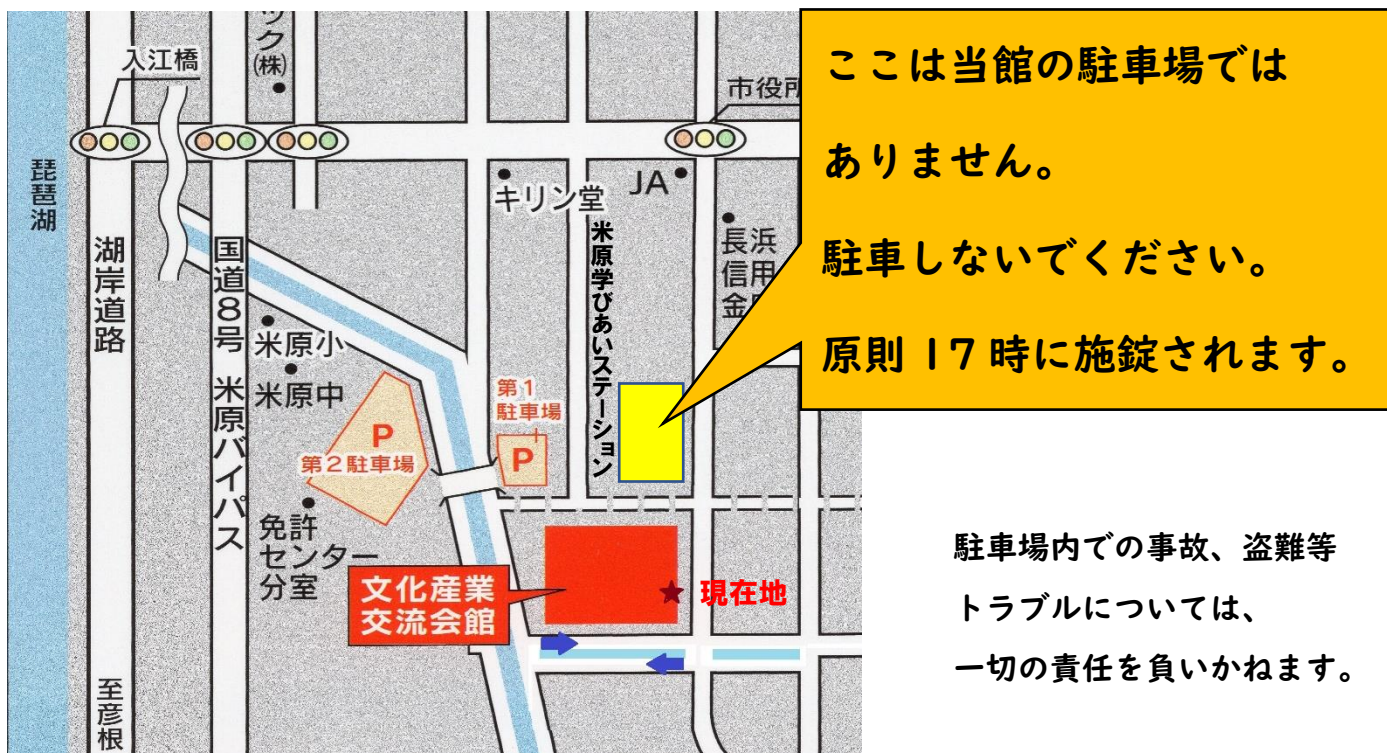 ック
(株)
入江橋
市役所
ここは当館の駐車場では
ありません。
駐車しないでください。
原則 17 時に施錠されます。
琵琶湖
湖岸道路
国道8号 米原バイパス
キリン堂
JA
米原学びあいステーション
長浜
信用
米原小
米原中
第1
駐車場
P
P
第2駐車場
免許
センター
分室
文化産業
交流会館
現在地
駐車場内での事故、盗難等
トラブルについては、
一切の責任を負いかねます。
至彦根